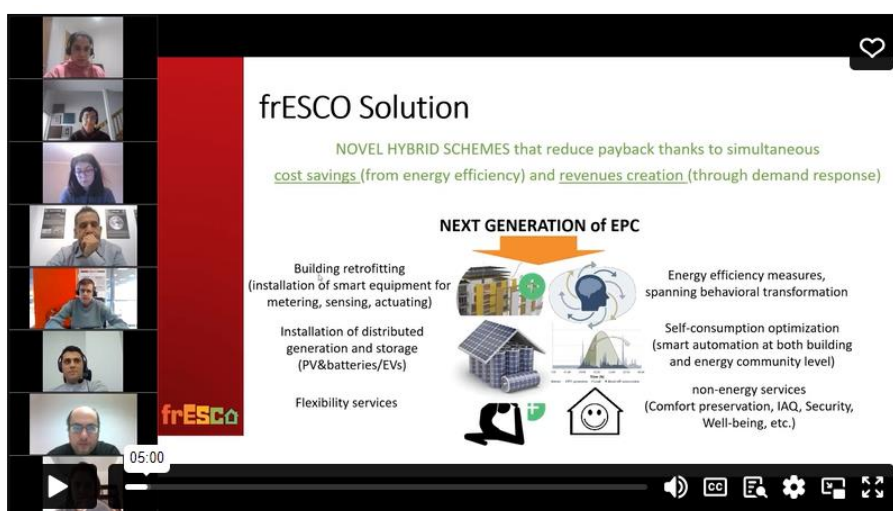 frESCO Solution
NOVEL HYBRID SCHEMES that reduce payback thanks to simultaneous
cost savings (from energy efficiency) and revenues creation (through demand response)
NEXT GENERATION of EPC
Building retrofitting
(installation of smart equipment for
metering, sensing, actuating)
Installation of distributed
generation and storage
(PV&batteries/EVs)
Flexibility services
Energy efficiency measures,
spanning behavioral transformation
Self-consumption optimization
(smart automation at both building
and energy community level)
non-energy services
(Comfort preservation, IAQ, Security,
Well-being, etc.)
frESCO
05:00
CC